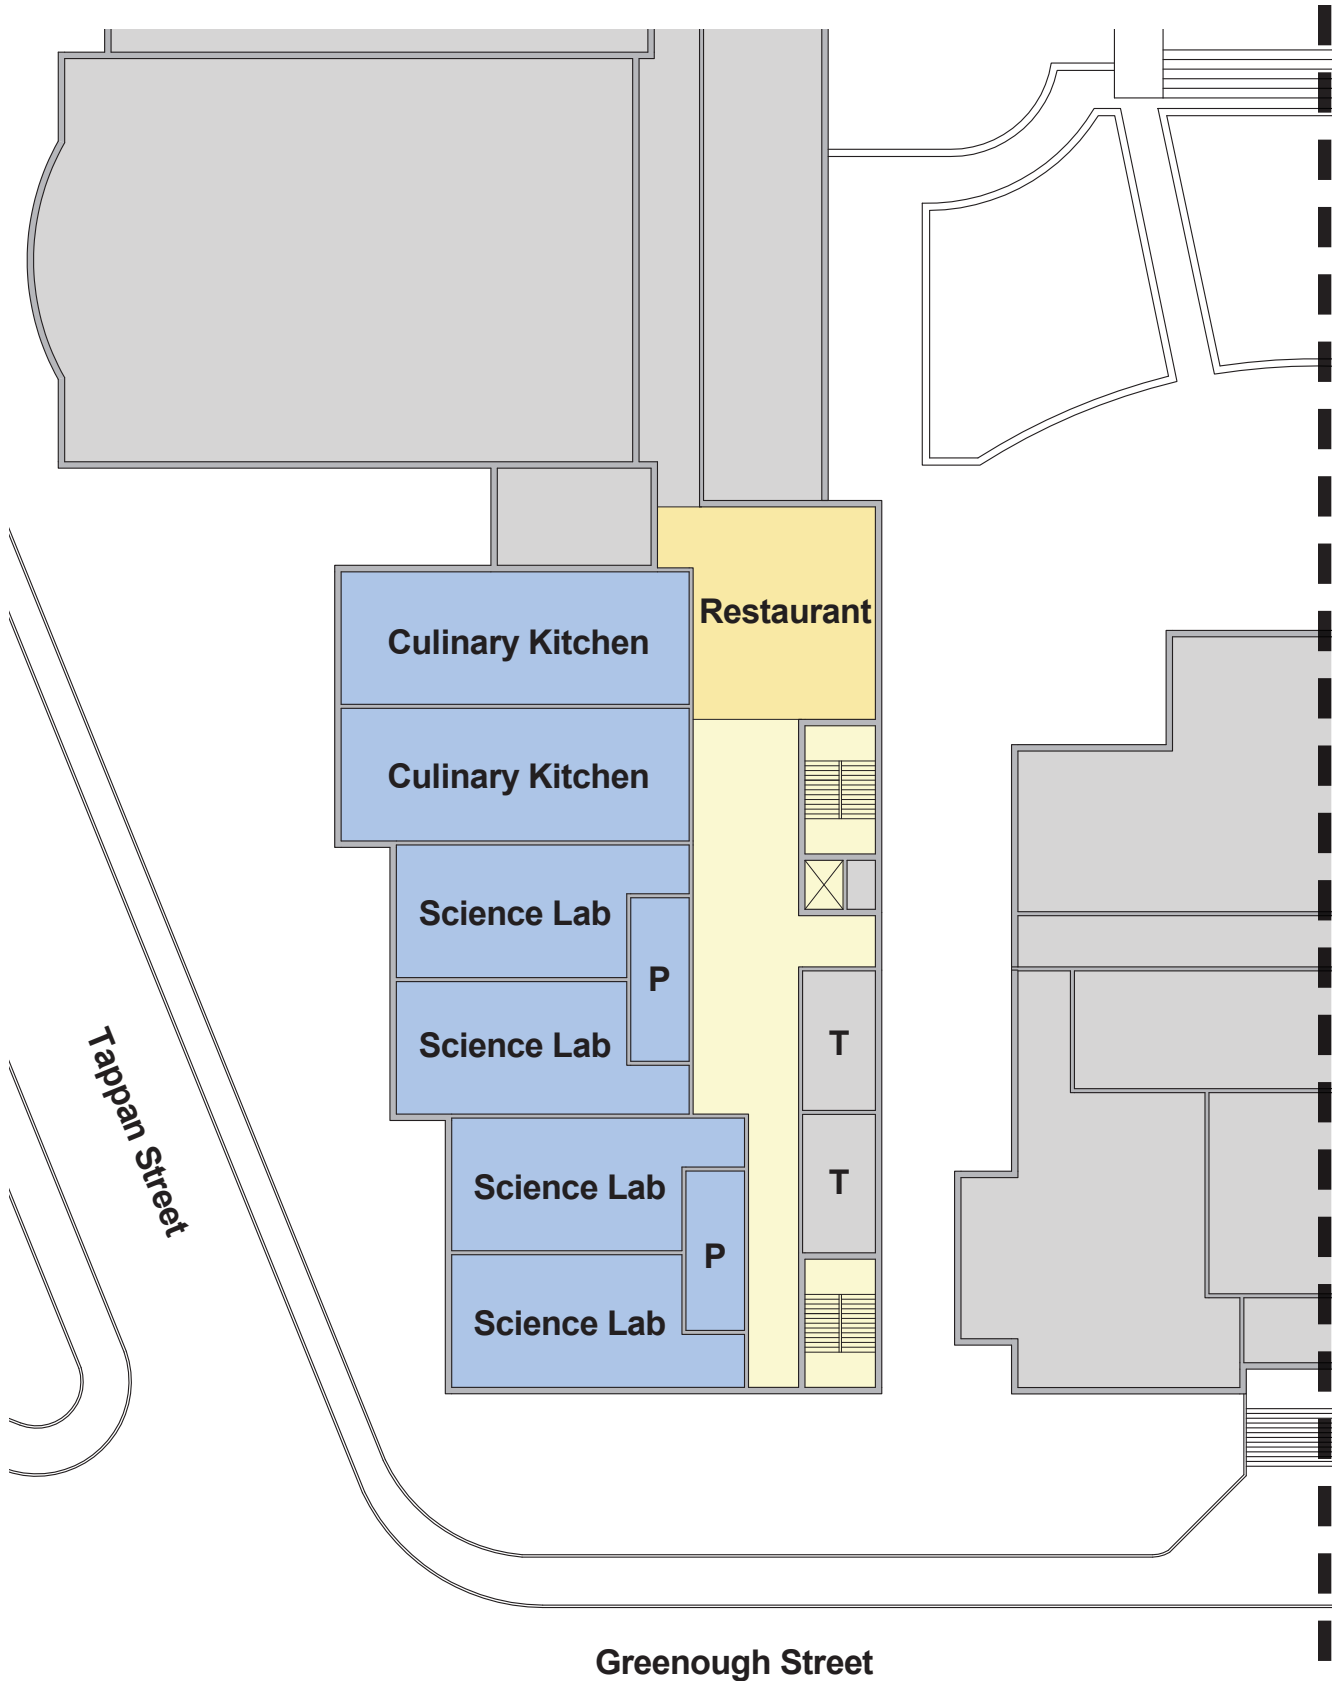 Restaurant
Culinary Kitchen
Culinary Kitchen
Science Lab
P
Science Lab
T
Tappan Street
Science Lab
T
P
Science Lab
Greenough Street